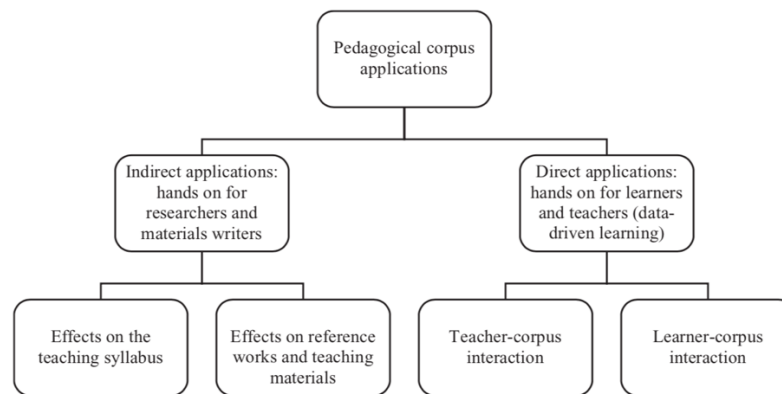 Pedagogical corpus
applications
Indirect applications:
hands on for
researchers and
materials writers
Direct applications:
hands on for learners
and teachers (data-
driven learning)
Effects on the
teaching syllabus
Effects on reference
works and teaching
materials
Teacher-corpus
interaction
Learner-corpus
interaction